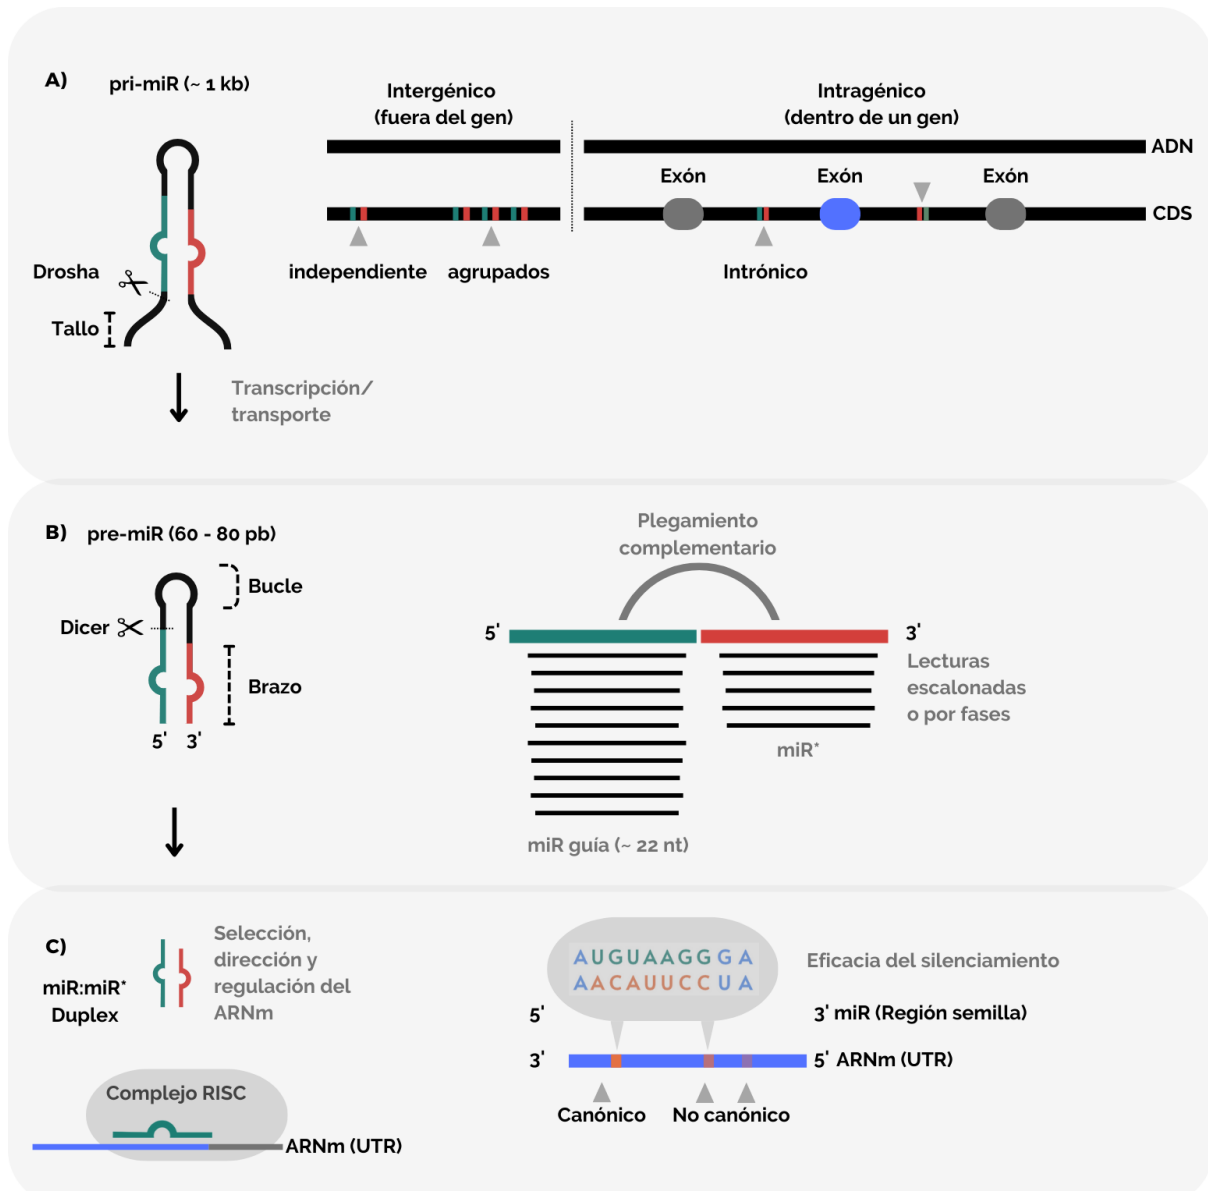 A)
pri-miR (~ 1 kb)
Drosha
Tallo
Transcripción/
transporte
Intergénico
(fuera del gen)
Intragénico
(dentro de un gen)
ADN
Exón
Exón
Exón
CDS
independiente
agrupados
Intrónico
B)
pre-miR (60 - 80 pb)
Bucle
Dicer
Brazo
5'
3'
Plegamiento
complementario
5'
3'
Lecturas
escalonadas
o por fases
miR*
miR guía (~ 22 nt)
C)
miR:miR*
Duplex
Selección,
dirección y
regulación del
ARNm
Complejo RISC
ARNm (UTR)
AUGUAAGGGA
AACAUUCCUA
Eficacia del silenciamiento
5'
3' miR (Región semilla)
3'
5' ARNm (UTR)
Canónico
No canónico